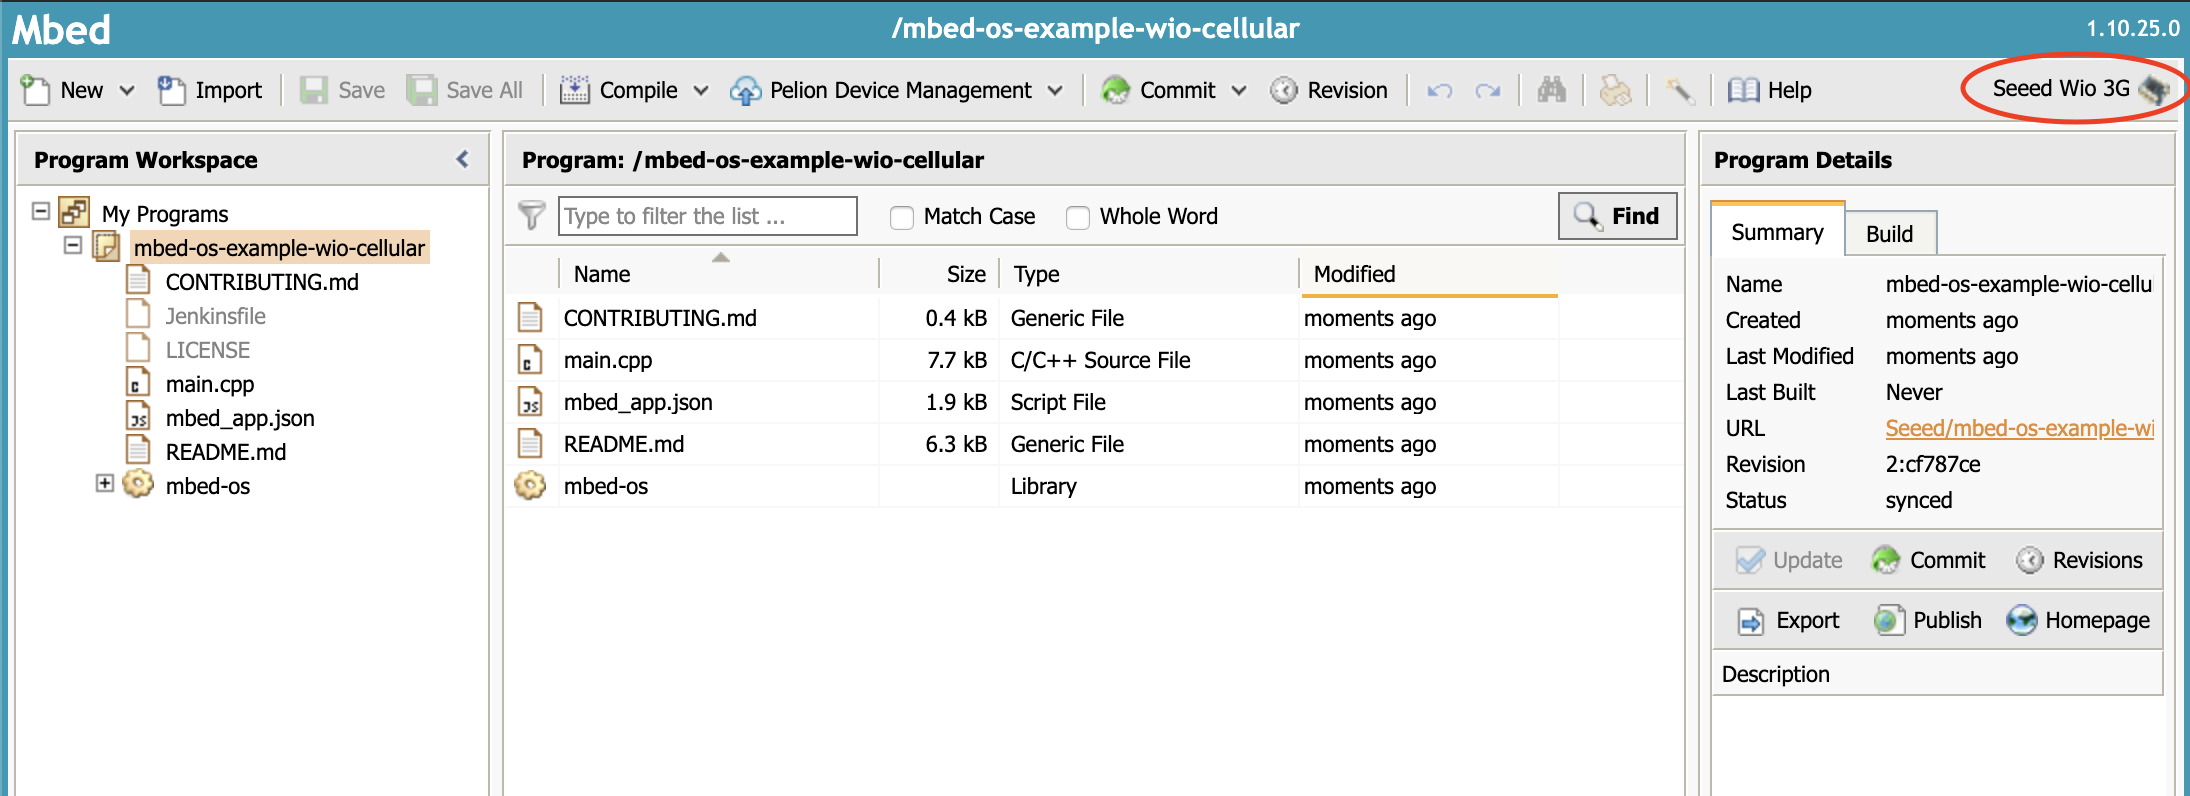 Mbed /mbed-os-example-wio-cellular 1.10.25.0
New Import Save Save All Compile Pelion Device Management Commit Revision Help Seeed Wio 3G
Program Workspace
My Programs
mbed-os-example-wio-cellular
CONTRIBUTING.md
Jenkinsfile
LICENSE
main.cpp
mbed_app.json
README.md
mbed-os
Program: /mbed-os-example-wio-cellular
Type to filter the list ... Match Case Whole Word Find
Name Size Type Modified
CONTRIBUTING.md 0.4 kB Generic File moments ago
main.cpp 7.7 kB C/C++ Source File moments ago
mbed_app.json 1.9 kB Script File moments ago
README.md 6.3 kB Generic File moments ago
mbed-os Library moments ago
Program Details
Summary Build
Name mbed-os-example-wio-cellu
Created moments ago
Last Modified moments ago
Last Built Never
URL Seeed/mbed-os-example-wi
Revision 2:cf787ce
Status synced
Update Commit Revisions
Export Publish Homepage
Description